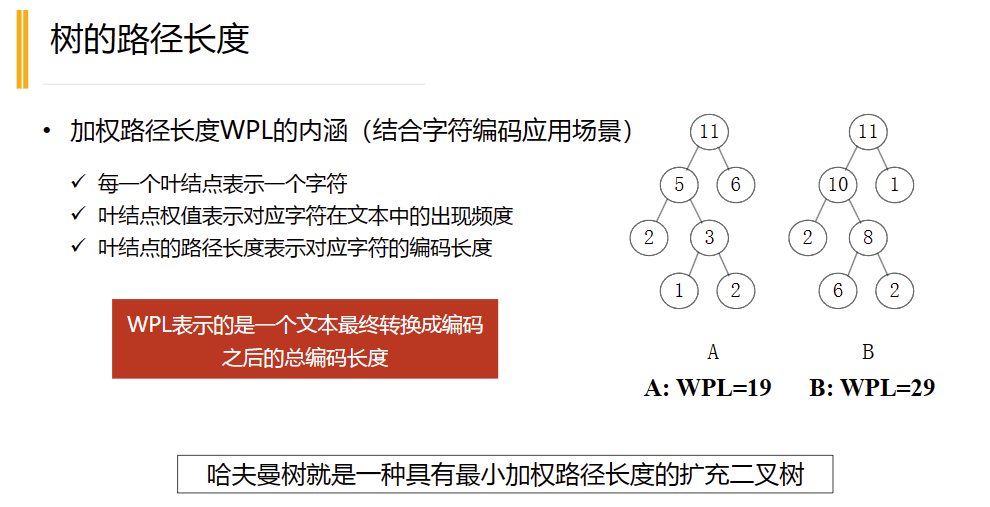 树的路径长度
• 加权路径长度WPL的内涵（结合字符编码应用场景）
✓ 每一个叶结点表示一个字符
✓ 叶结点权值表示对应字符在文本中的出现频度
✓ 叶结点的路径长度表示对应字符的编码长度
WPL表示的是一个文本最终转换成编码
之后的总编码长度
11
5 6
2 3
1 2
A
A: WPL=19
11
10 1
2 8
6 2
B
B: WPL=29
哈夫曼树就是一种具有最小加权路径长度的扩充二叉树